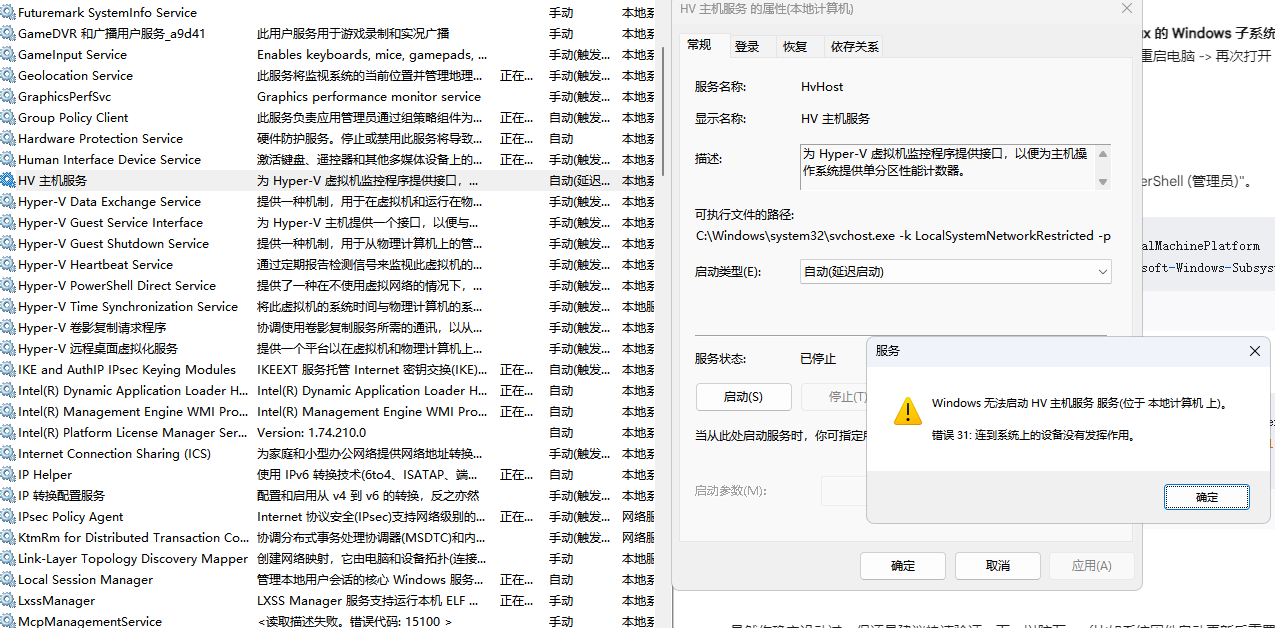 Futuremark SystemInfo Service 手动 本地系
GameDVR 和广播用户服务_a9d41 此用户服务用于游戏录制和实况广播 手动 本地系
GameInput Service Enables keyboards, mice, gamepads, ... 手动(触发... 本地系
Geolocation Service 此服务将监视系统的当前位置并管理地理... 正在... 手动(触发... 本地系
GraphicsPerfSvc Graphics performance monitor service 手动(触发... 本地系
Group Policy Client 此服务负责应用管理员通过组策略组件为... 正在... 自动(触发... 本地系
Hardware Protection Service 硬件防护服务。停止或禁用此服务将导致... 正在... 自动 本地系
Human Interface Device Service 激活键盘、遥控器和其他多媒体设备上的... 正在... 手动(触发... 本地系
HV 主机服务 为 Hyper-V 虚拟机监控程序提供接口，... 自动(延迟... 本地系
Hyper-V Data Exchange Service 提供一种机制，用于在虚拟机和运行在物... 手动(触发... 本地系
Hyper-V Guest Service Interface 为 Hyper-V 主机提供一个接口，以便与... 手动(触发... 本地系
Hyper-V Guest Shutdown Service 提供一种机制，用于从物理计算机上的管... 手动(触发... 本地系
Hyper-V Heartbeat Service 通过定期报告检测信号来监视此虚拟机的... 手动(触发... 本地系
Hyper-V PowerShell Direct Service 提供了一种在不使用虚拟网络的情况下，... 手动(触发... 本地系
Hyper-V Time Synchronization Service 将此虚拟机的系统时间与物理计算机的系... 手动(触发... 本地服
Hyper-V 卷影复制请求程序 协调使用卷影复制服务所需的通讯，以从... 手动(触发... 本地系
Hyper-V 远程桌面虚拟化服务 提供一个平台以在虚拟机和物理计算机上... 手动(触发... 本地系
IKE and AuthIP IPsec Keying Modules IKEEXT 服务托管 Internet 密钥交换(IKE)... 正在... 自动(触发... 本地系
Intel(R) Dynamic Application Loader H... Intel(R) Dynamic Application Loader H... 正在... 自动 本地系
Intel(R) Management Engine WMI Pro... Intel(R) Management Engine WMI Pro... 正在... 自动 本地系
Intel(R) Platform License Manager Ser... Version: 1.74.210.0 自动 本地系
Internet Connection Sharing (ICS) 为家庭和小型办公网络提供网络地址转换... 手动(触发... 本地系
IP Helper 使用 IPv6 转换技术(6to4、ISATAP、端... 正在... 自动 本地系
IP 转换配置服务 配置和启用从 v4 到 v6 的转换，反之亦然 手动(触发... 本地系
IPsec Policy Agent Internet 协议安全(IPsec)支持网络级别的... 正在... 手动(触发... 网络服
KtmRm for Distributed Transaction Co... 协调分布式事务处理协调器(MSDTC)和内... 手动(触发... 网络服
Link-Layer Topology Discovery Mapper 创建网络映射，它由电脑和设备拓扑(连接... 手动 本地服
Local Session Manager 管理本地用户会话的核心 Windows 服务... 正在... 自动 本地系
LxssManager LXSS Manager 服务支持运行本机 ELF ... 正在... 手动 本地系
McpManagementService <读取描述失败。错误代码: 15100 > 手动 本地系
HV 主机服务 的属性(本地计算机)
常规 登录 恢复 依存关系
服务名称: HvHost
显示名称: HV 主机服务
描述: 为 Hyper-V 虚拟机监控程序提供接口，以便为主机操
作系统提供单分区性能计数器。
可执行文件的路径:
C:\Windows\system32\svchost.exe -k LocalSystemNetworkRestricted -p
启动类型(E): 自动(延迟启动)
服务状态: 已停止
启动(S) 停止(T)
当从此处启动服务时，你可指定所
启动参数(M):
确定 取消 应用(A)
服务
Windows 无法启动 HV 主机服务 服务(位于 本地计算机 上)。
错误 31: 连到系统上的设备没有发挥作用。
确定
x 的 Windows 子系统
重启电脑 -> 再次打开
erShell (管理员)"。
alMachinePlatform
soft-Windows-Subsys